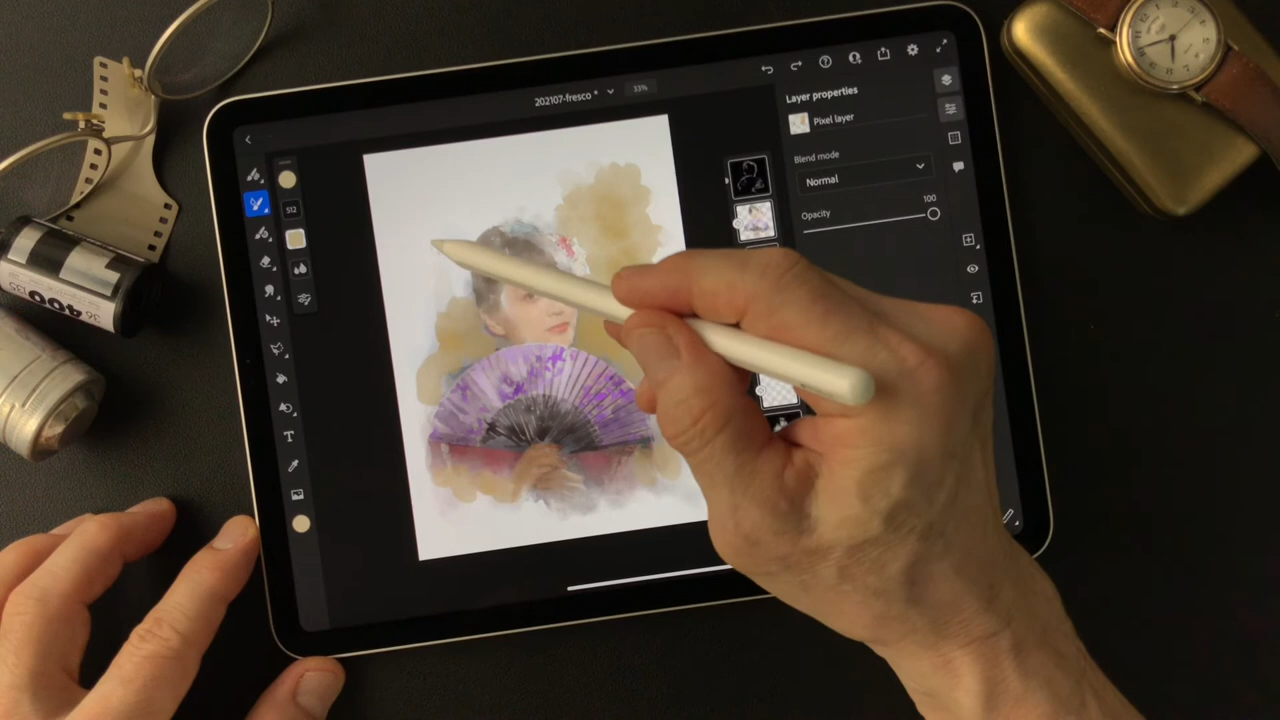 202107-fresco *
33%
Layer properties
Pixel layer
Blend mode
Normal
Opacity
100
512
T
400
36
135